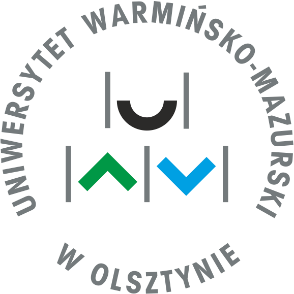 UNIWERSYTET WARMIŃSKO-MAZURSKI
W OLSZTYNIE